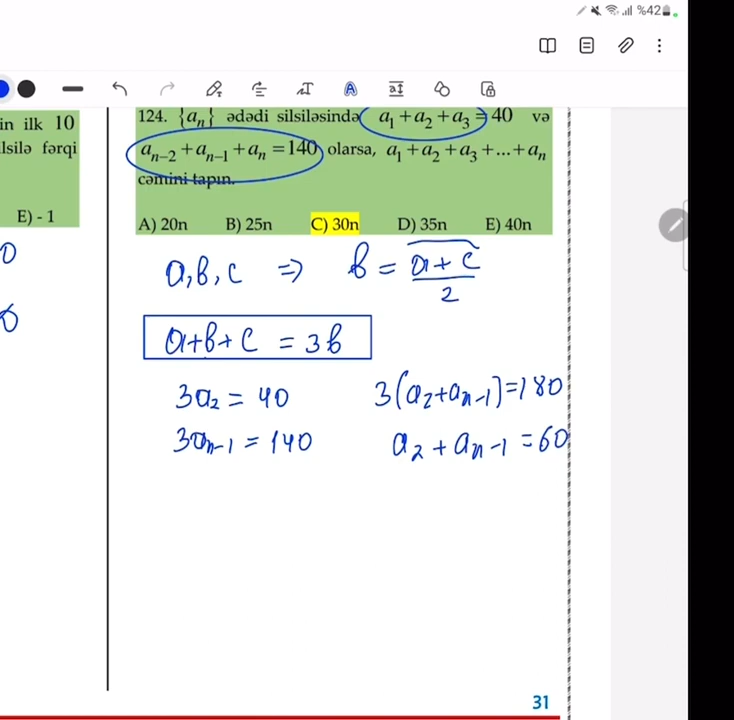 %42
in ilk 10
lsilə fərqi
E) - 1
124. {aₙ} ədədi silsiləsində a₁ + a₂ + a₃ = 40 və
aₙ₋₂ + aₙ₋₁ + aₙ = 140 olarsa, a₁ + a₂ + a₃ + ... + aₙ
cəmini tapın.
A) 20n B) 25n C) 30n D) 35n E) 40n
a, b, c ⇒ b = (a + c)/2
a + b + c = 3b
3a₂ = 40 3(a₂ + aₙ₋₁) = 180
3aₙ₋₁ = 140 a₂ + aₙ₋₁ = 60
31